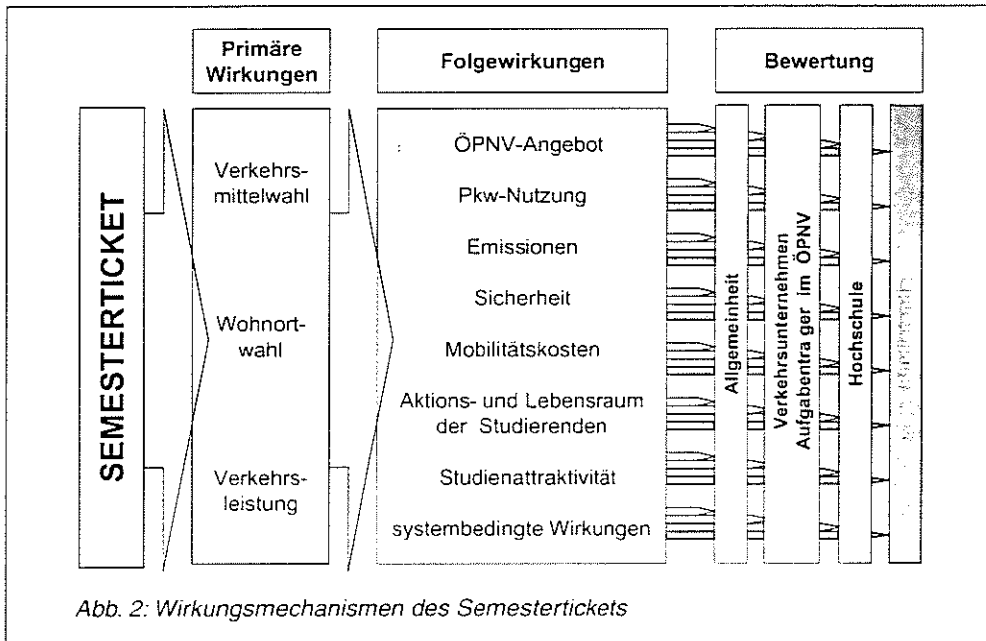 Primäre
Wirkungen
Folgewirkungen
Bewertung
SEMESTERTICKET
Verkehrs-
mittelwahl
Wohnort-
wahl
Verkehrs-
leistung
ÖPNV-Angebot
Pkw-Nutzung
Emissionen
Sicherheit
Mobilitätskosten
Aktions- und Lebensraum
der Studierenden
Studienattraktivität
systembedingte Wirkungen
Allgemeinheit
Verkehrsunternehmen
Aufgabentrager im ÖPNV
Hochschule
Abb. 2: Wirkungsmechanismen des Semestertickets